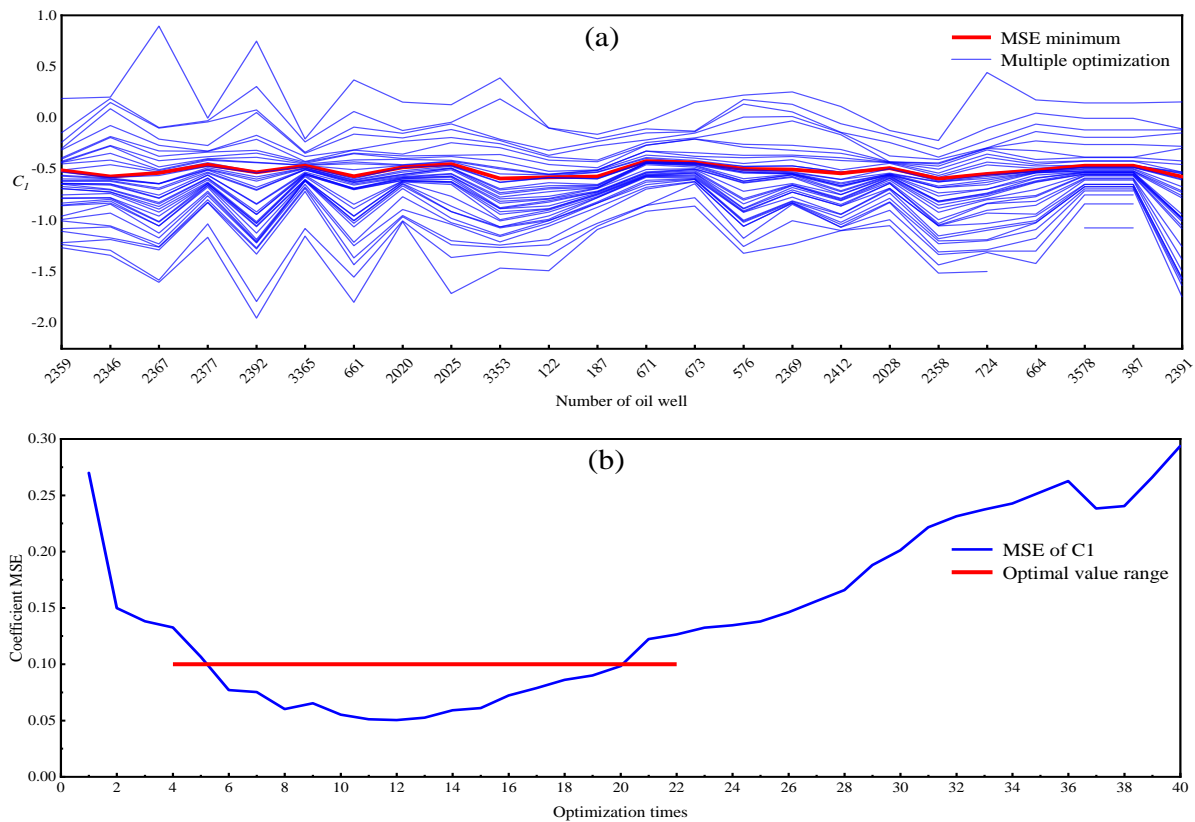 (a)
1.0
0.5
0.0
-0.5
-1.0
-1.5
-2.0
C1
MSE minimum
Multiple optimization
2359 2346 2367 2377 2392 3365 661 2020 2025 3353 122 187 671 673 576 2369 2412 2028 2358 724 664 3578 387 2391
Number of oil well
(b)
0.30
0.25
0.20
0.15
0.10
0.05
0.00
Coefficient MSE
MSE of C1
Optimal value range
0 2 4 6 8 10 12 14 16 18 20 22 24 26 28 30 32 34 36 38 40
Optimization times